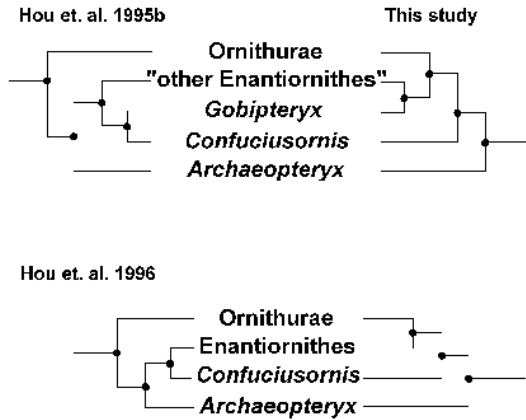 Hou et. al. 1995b
This study
Ornithurae
"other Enantiornithes"
Gobipteryx
Confuciusornis
Archaeopteryx
Hou et. al. 1996
Ornithurae
Enantiornithes
Confuciusornis
Archaeopteryx